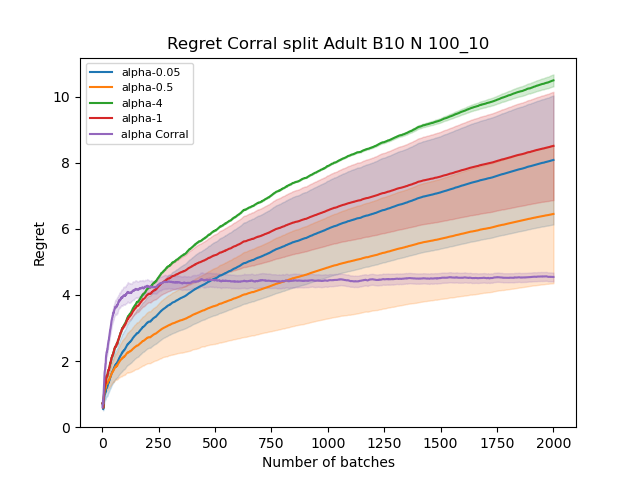 Regret Corral split Adult B10 N 100_10
alpha-0.05
alpha-0.5
alpha-4
alpha-1
alpha Corral
Regret
10
8
6
4
2
0
0 250 500 750 1000 1250 1500 1750 2000
Number of batches